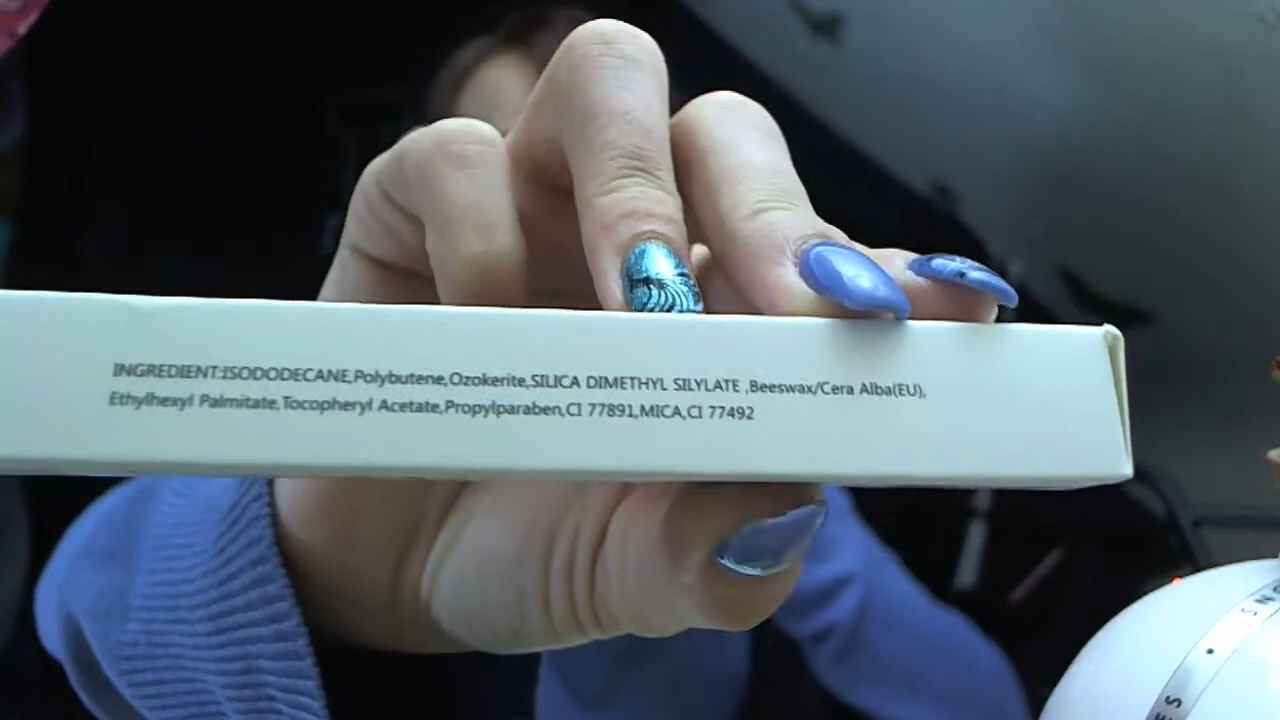 INGREDIENT:ISODODECANE,Polybutene,Ozokerite,SILICA DIMETHYL SILYLATE ,Beeswax/Cera Alba(EU),
Ethylhexyl Palmitate,Tocopheryl Acetate,Propylparaben,CI 77891,MICA,CI 77492